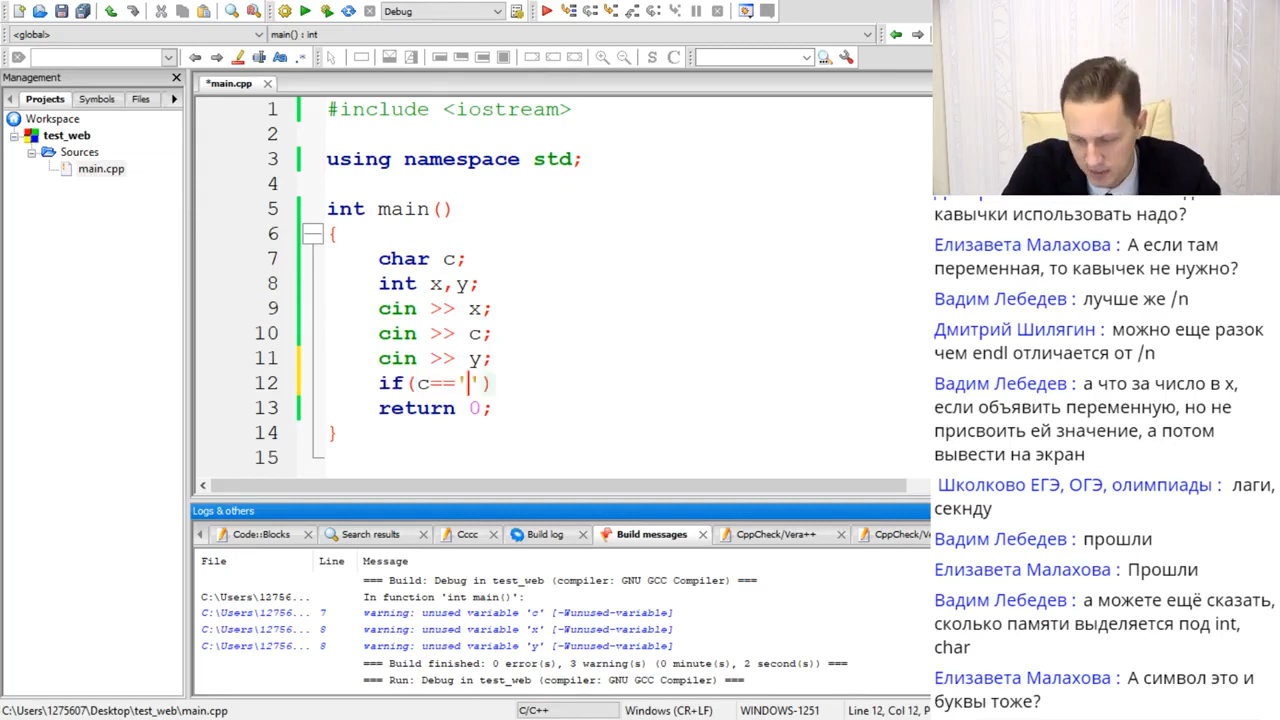 Debug
<global>
main() : int
S C
Management
Projects Symbols Files
Workspace
test_web
Sources
main.cpp
*main.cpp
1 #include <iostream>
2
3 using namespace std;
4
5 int main()
6 {
7 char c;
8 int x,y;
9 cin >> x;
10 cin >> c;
11 cin >> y;
12 if(c=='')
13 return 0;
14 }
15
Logs & others
Code::Blocks Search results Cccc Build log Build messages CppCheck/Vera++ CppCheck/Ve
File Line Message
=== Build: Debug in test_web (compiler: GNU GCC Compiler) ===
C:\Users\12756... In function 'int main()':
C:\Users\12756... 7 warning: unused variable 'c' [-Wunused-variable]
C:\Users\12756... 8 warning: unused variable 'x' [-Wunused-variable]
C:\Users\12756... 8 warning: unused variable 'y' [-Wunused-variable]
=== Build finished: 0 error(s), 3 warning(s) (0 minute(s), 2 second(s)) ===
=== Run: Debug in test_web (compiler: GNU GCC Compiler) ===
C:\Users\1275607\Desktop\test_web\main.cpp C/C++ Windows (CR+LF) WINDOWS-1251 Line 12, Col 12, P
кавычки использовать надо?
Елизавета Малахова : А если там
переменная, то кавычек не нужно?
Вадим Лебедев : лучше же /n
Дмитрий Шилягин : можно еще разок
чем endl отличается от /n
Вадим Лебедев : а что за число в х,
если объявить переменную, но не
присвоить ей значение, а потом
вывести на экран
Школково ЕГЭ, ОГЭ, олимпиады : лаги,
секнду
Вадим Лебедев : прошли
Елизавета Малахова : Прошли
Вадим Лебедев : а можете ещё сказать,
сколько памяти выделяется под int,
char
Елизавета Малахова : А символ это и
буквы тоже?